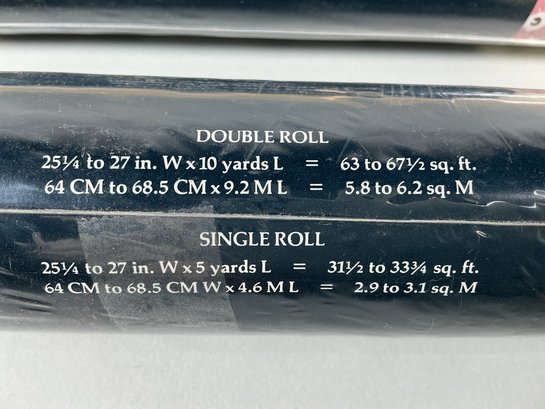 DOUBLE ROLL
25¼ to 27 in. W x 10 yards L = 63 to 67½ sq. ft.
64 CM to 68.5 CM x 9.2 M L = 5.8 to 6.2 sq. M
SINGLE ROLL
25¼ to 27 in. W x 5 yards L = 31½ to 33¾ sq. ft.
64 CM to 68.5 CM W x 4.6 M L = 2.9 to 3.1 sq. M